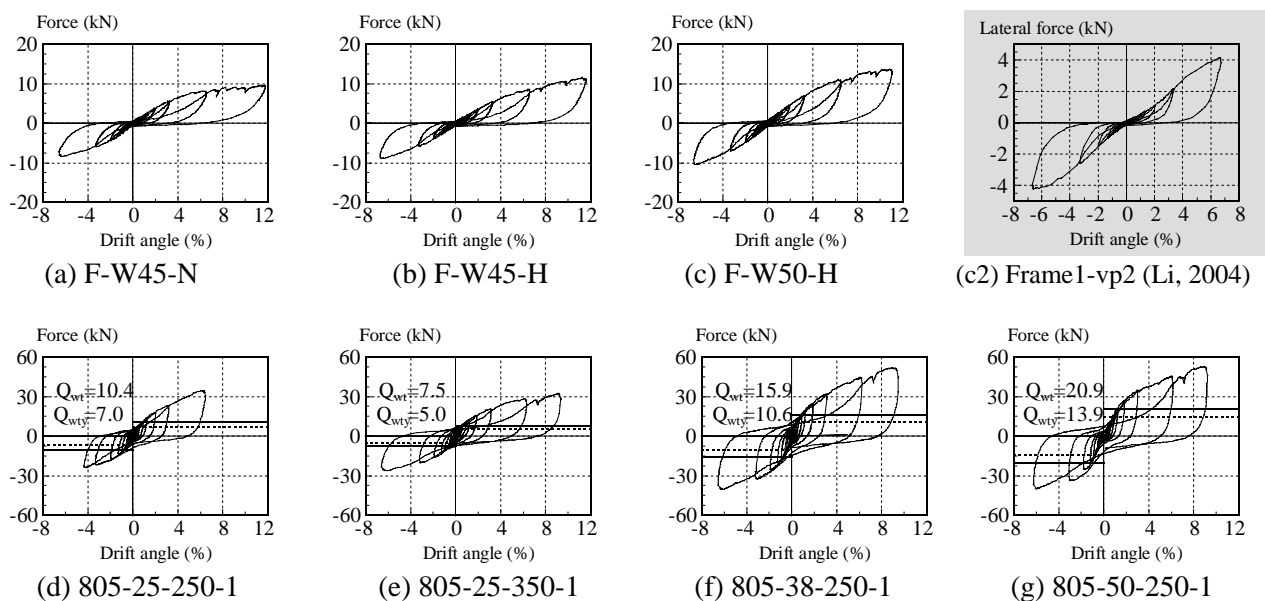 Force (kN)
20
10
0
-10
20
-8 -4 0 4 8 12
Drift angle (%)
(a) F-W45-N
Force (kN)
20
10
0
-10
20
-8 -4 0 4 8 12
Drift angle (%)
(b) F-W45-H
Force (kN)
20
10
0
-10
20
-8 -4 0 4 8 12
Drift angle (%)
(c) F-W50-H
Lateral force (kN)
4
2
0
-2
-4
-8 -6 -4 -2 0 2 4 6 8
Drift angle (%)
(c2) Frame1-vp2 (Li, 2004)
Force (kN)
60
30
0
-30
-60
Qwt=10.4
Qwty=7.0
-8 -4 0 4 8 12
Drift angle (%)
(d) 805-25-250-1
Force (kN)
60
30
0
-30
-60
Qwt=7.5
Qwty=5.0
-8 -4 0 4 8 12
Drift angle (%)
(e) 805-25-350-1
Force (kN)
60
30
0
-30
-60
Qwt=15.9
Qwty=10.6
-8 -4 0 4 8 12
Drift angle (%)
(f) 805-38-250-1
Force (kN)
60
30
0
-30
-60
Qwt=20.9
Qwty=13.9
-8 -4 0 4 8 12
Drift angle (%)
(g) 805-50-250-1